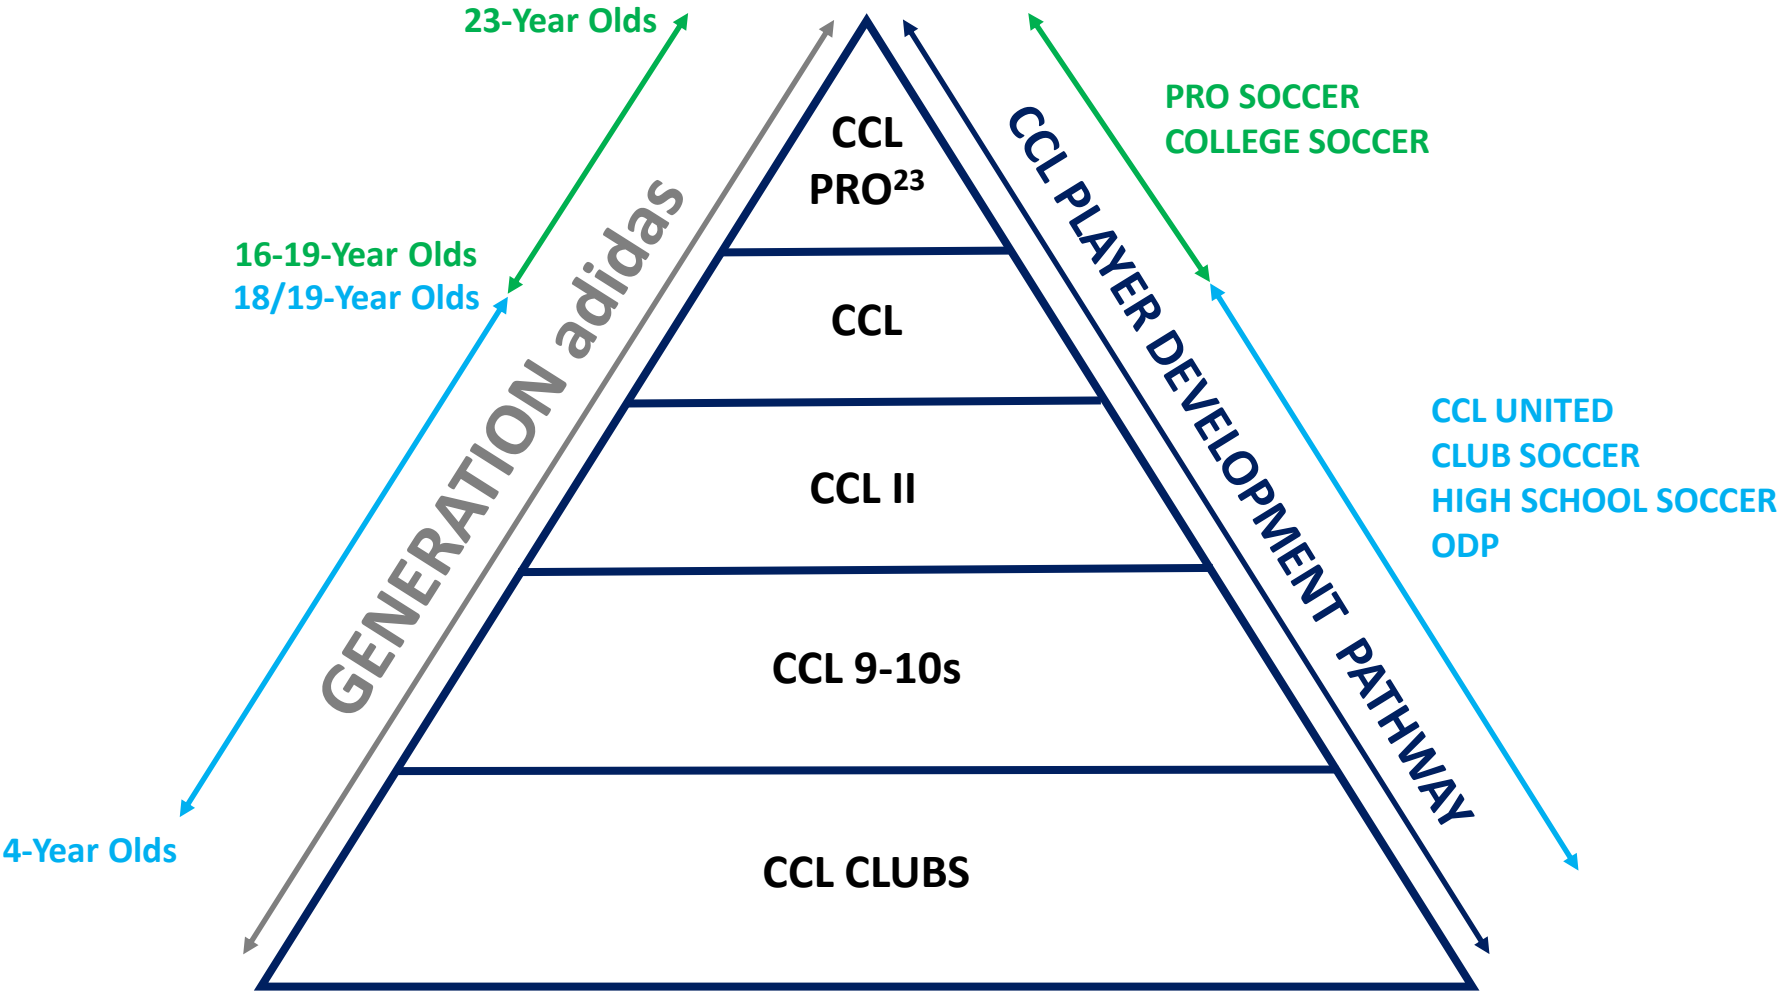 23-Year Olds
16-19-Year Olds
18/19-Year Olds
4-Year Olds
GENERATION adidas
CCL
PRO²³
CCL
CCL II
CCL 9-10s
CCL CLUBS
CCL PLAYER DEVELOPMENT PATHWAY
PRO SOCCER
COLLEGE SOCCER
CCL UNITED
CLUB SOCCER
HIGH SCHOOL SOCCER
ODP